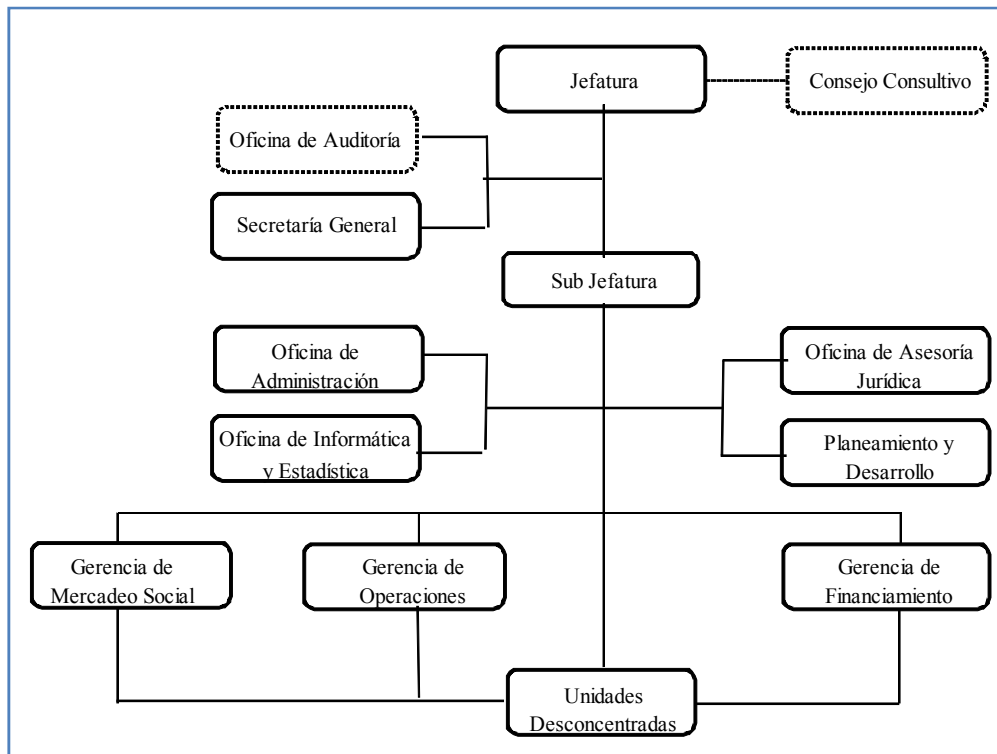 Jefatura
Consejo Consultivo
Oficina de Auditoría
Secretaría General
Sub Jefatura
Oficina de
Administración
Oficina de Asesoría
Jurídica
Oficina de Informática
y Estadística
Planeamiento y
Desarrollo
Gerencia de
Mercadeo Social
Gerencia de
Operaciones
Gerencia de
Financiamiento
Unidades
Desconcentradas